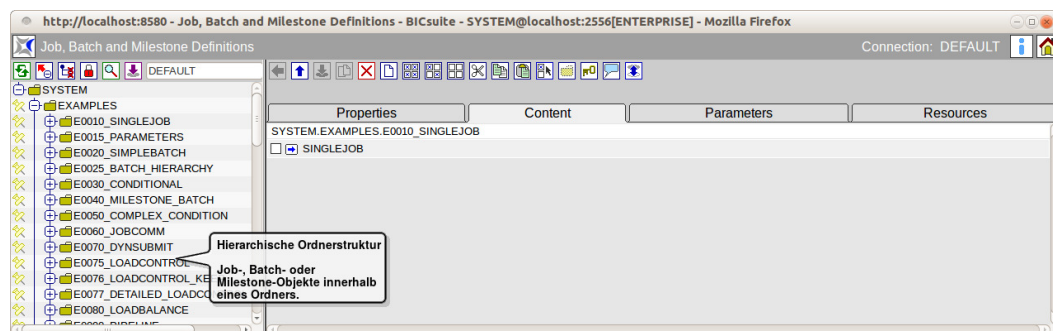 http://localhost:8580 - Job, Batch and Milestone Definitions - BICsuite - SYSTEM@localhost:2556[ENTERPRISE] - Mozilla Firefox
Job, Batch and Milestone Definitions
Connection: DEFAULT
DEFAULT
SYSTEM
EXAMPLES
E0010_SINGLEJOB
E0015_PARAMETERS
E0020_SIMPLEBATCH
E0025_BATCH_HIERARCHY
E0030_CONDITIONAL
E0040_MILESTONE_BATCH
E0050_COMPLEX_CONDITION
E0060_JOBCOMM
E0070_DYNSUBMIT
E0075_LOADCONTROL
E0076_LOADCONTROL_KE
E0077_DETAILED_LOADCO
E0080_LOADBALANCE
Properties
Content
Parameters
Resources
SYSTEM.EXAMPLES.E0010_SINGLEJOB
SINGLEJOB
Hierarchische Ordnerstruktur
Job-, Batch- oder
Milestone-Objekte innerhalb
eines Ordners.